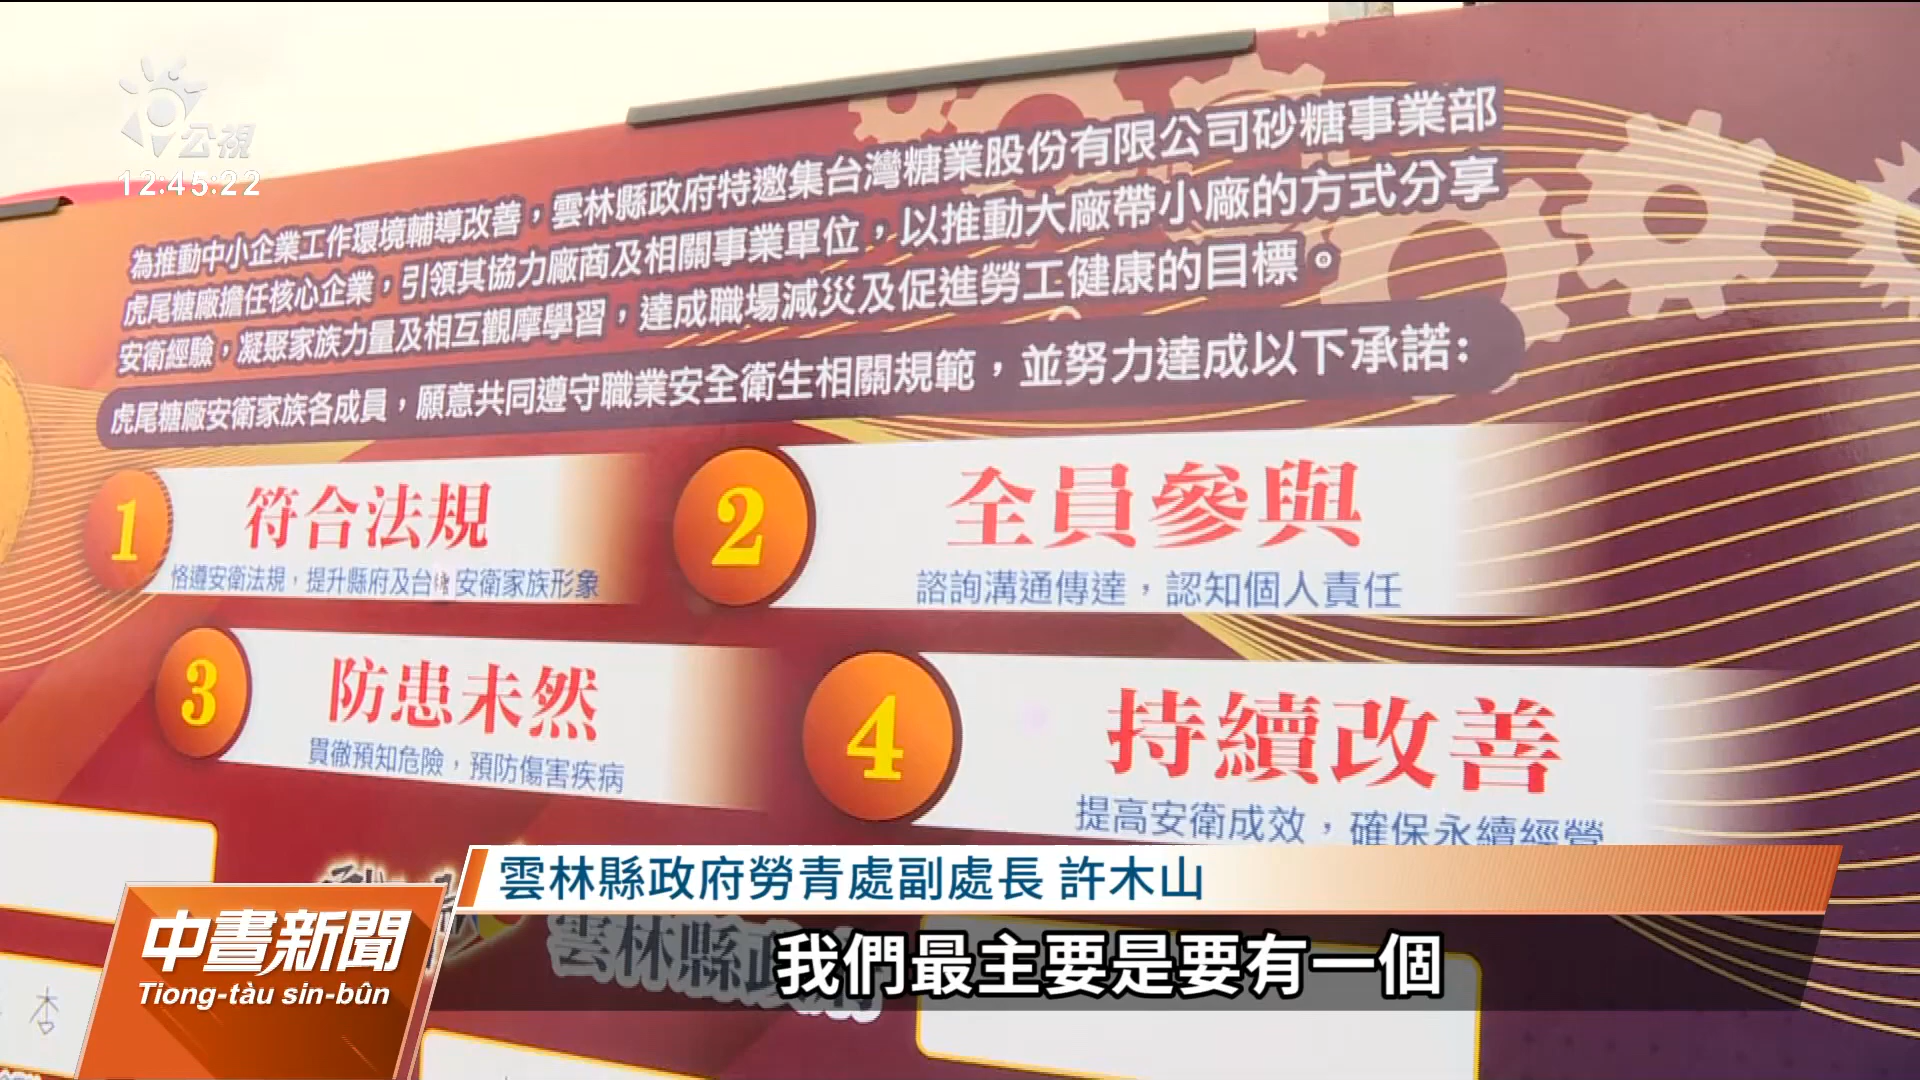 公視
12:45:22
為推動中小企業工作環境輔導改善，雲林縣政府特邀集台灣糖業股份有限公司砂糖事業部
虎尾糖廠擔任核心企業，引領其協力廠商及相關事業單位，以推動大廠帶小廠的方式分享
安衛經驗，凝聚家族力量及相互觀摩學習，達成職場減災及促進勞工健康的目標。
虎尾糖廠安衛家族各成員，願意共同遵守職業安全衛生相關規範，並努力達成以下承諾:
1 符合法規
恪遵安衛法規，提升縣府及台糖安衛家族形象
2 全員參與
諮詢溝通傳達，認知個人責任
3 防患未然
貫徹預知危險，預防傷害疾病
4 持續改善
提高安衛成效，確保永續經營
雲林縣政府勞青處副處長 許木山
雲林縣政府
我們最主要是要有一個
中晝新聞
Tiong-tàu sin-bûn